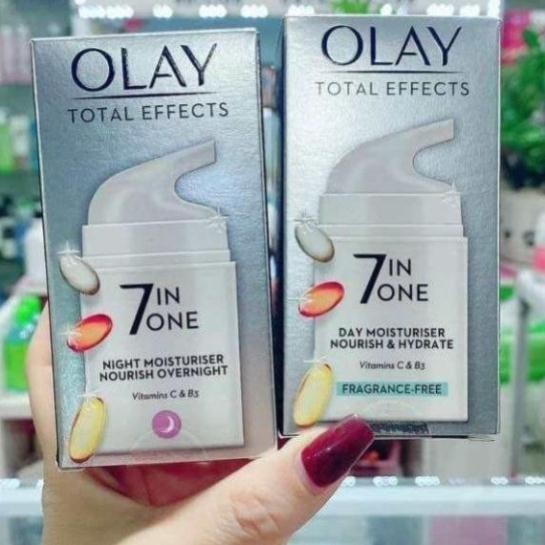 OLAY
TOTAL EFFECTS
7 IN
ONE
NIGHT MOISTURISER
NOURISH OVERNIGHT
Vitamins C & B3
OLAY
TOTAL EFFECTS
7 IN
ONE
DAY MOISTURISER
NOURISH & HYDRATE
Vitamins C & B3
FRAGRANCE-FREE